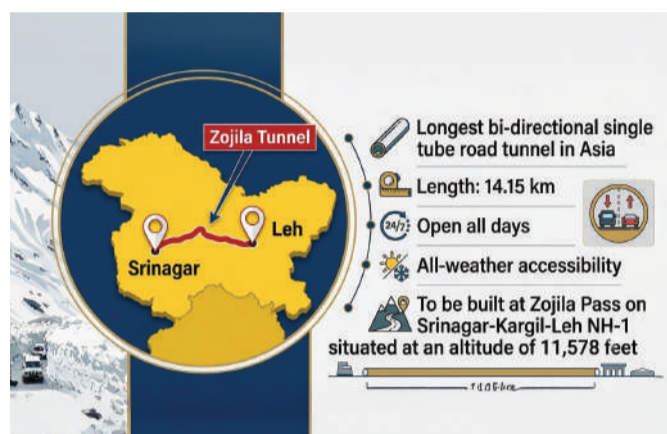 Zojila Tunnel
Leh
Srinagar
Longest bi-directional single
tube road tunnel in Asia
Length: 14.15 km
24/7
Open all days
All-weather accessibility
To be built at Zojila Pass on
Srinagar-Kargil-Leh NH-1
situated at an altitude of 11,578 feet